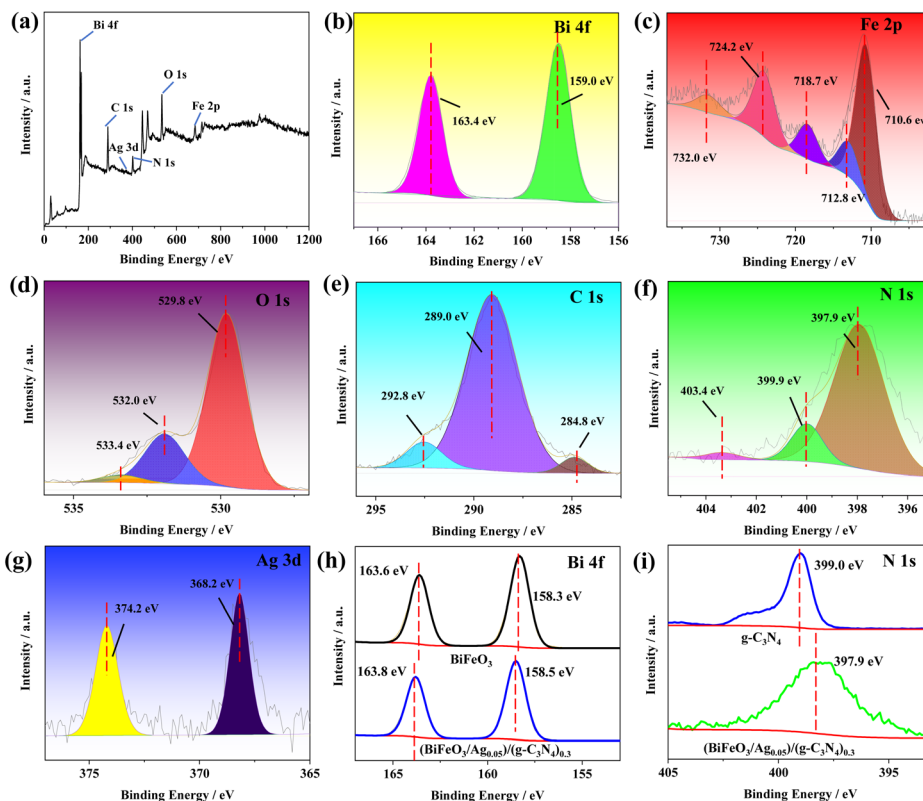 (a)
Bi 4f
C 1s
O 1s
Fe 2p
Ag 3d
N 1s
Intensity / a.u.
0 200 400 600 800 1000 1200
Binding Energy / eV
(b)
Bi 4f
159.0 eV
163.4 eV
Intensity / a.u.
166 164 162 160 158 156
Binding Energy / eV
(c)
Fe 2p
724.2 eV
718.7 eV
710.6 eV
732.0 eV
712.8 eV
Intensity / a.u.
730 720 710
Binding Energy / eV
(d)
O 1s
529.8 eV
532.0 eV
533.4 eV
Intensity / a.u.
535 530
Binding Energy / eV
(e)
C 1s
289.0 eV
292.8 eV
284.8 eV
Intensity / a.u.
295 290 285
Binding Energy / eV
(f)
N 1s
397.9 eV
399.9 eV
403.4 eV
Intensity / a.u.
404 402 400 398 396
Binding Energy / eV
(g)
Ag 3d
368.2 eV
374.2 eV
Intensity / a.u.
375 370 365
Binding Energy / eV
(h)
Bi 4f
163.6 eV
158.3 eV
BiFeO3
163.8 eV
158.5 eV
(BiFeO3/Ag0.05)/(g-C3N4)0.3
Intensity / a.u.
165 160 155
Binding Energy / eV
(i)
N 1s
399.0 eV
g-C3N4
397.9 eV
(BiFeO3/Ag0.05)/(g-C3N4)0.3
Intensity / a.u.
405 399 393
Binding Energy / eV